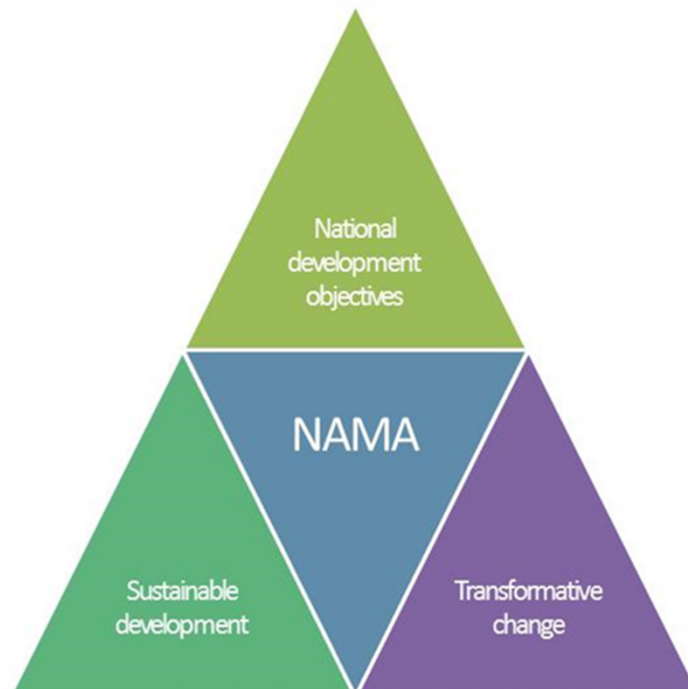 National
development
objectives
NAMA
Sustainable
development
Transformative
change